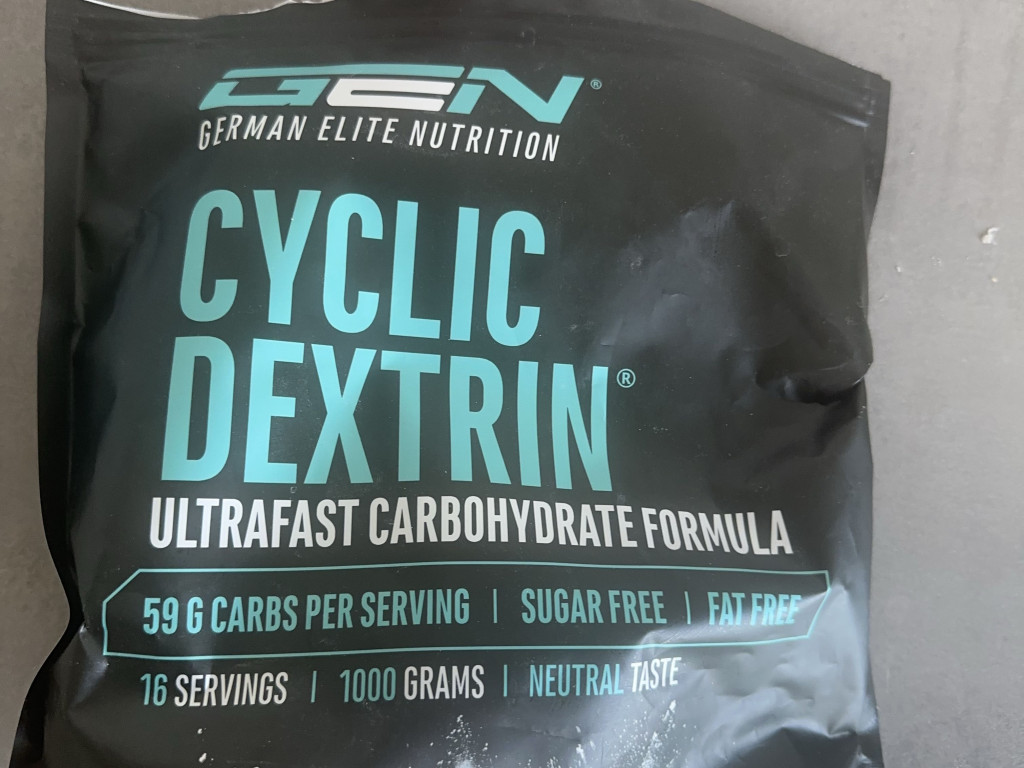 GEN®
GERMAN ELITE NUTRITION
CYCLIC
DEXTRIN®
ULTRAFAST CARBOHYDRATE FORMULA
59 G CARBS PER SERVING | SUGAR FREE | FAT FREE
16 SERVINGS | 1000 GRAMS | NEUTRAL TASTE